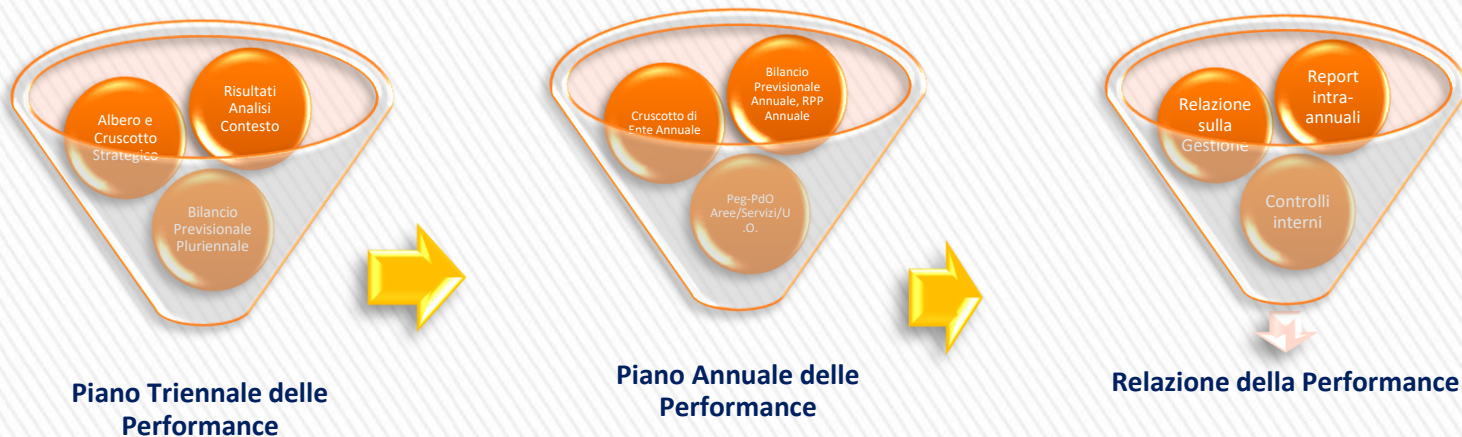 Albero e
Cruscotto
Strategico
Risultati
Analisi
Contesto
Bilancio
Previsionale
Pluriennale
Piano Triennale delle
Performance
Cruscotto di
Ente Annuale
Bilancio
Previsionale
Annuale, RPP
Annuale
Peg-PdO
Aree/Servizi/U
.O.
Piano Annuale delle
Performance
Relazione
sulla
Gestione
Report
intra-
annuali
Controlli
interni
Relazione della Performance